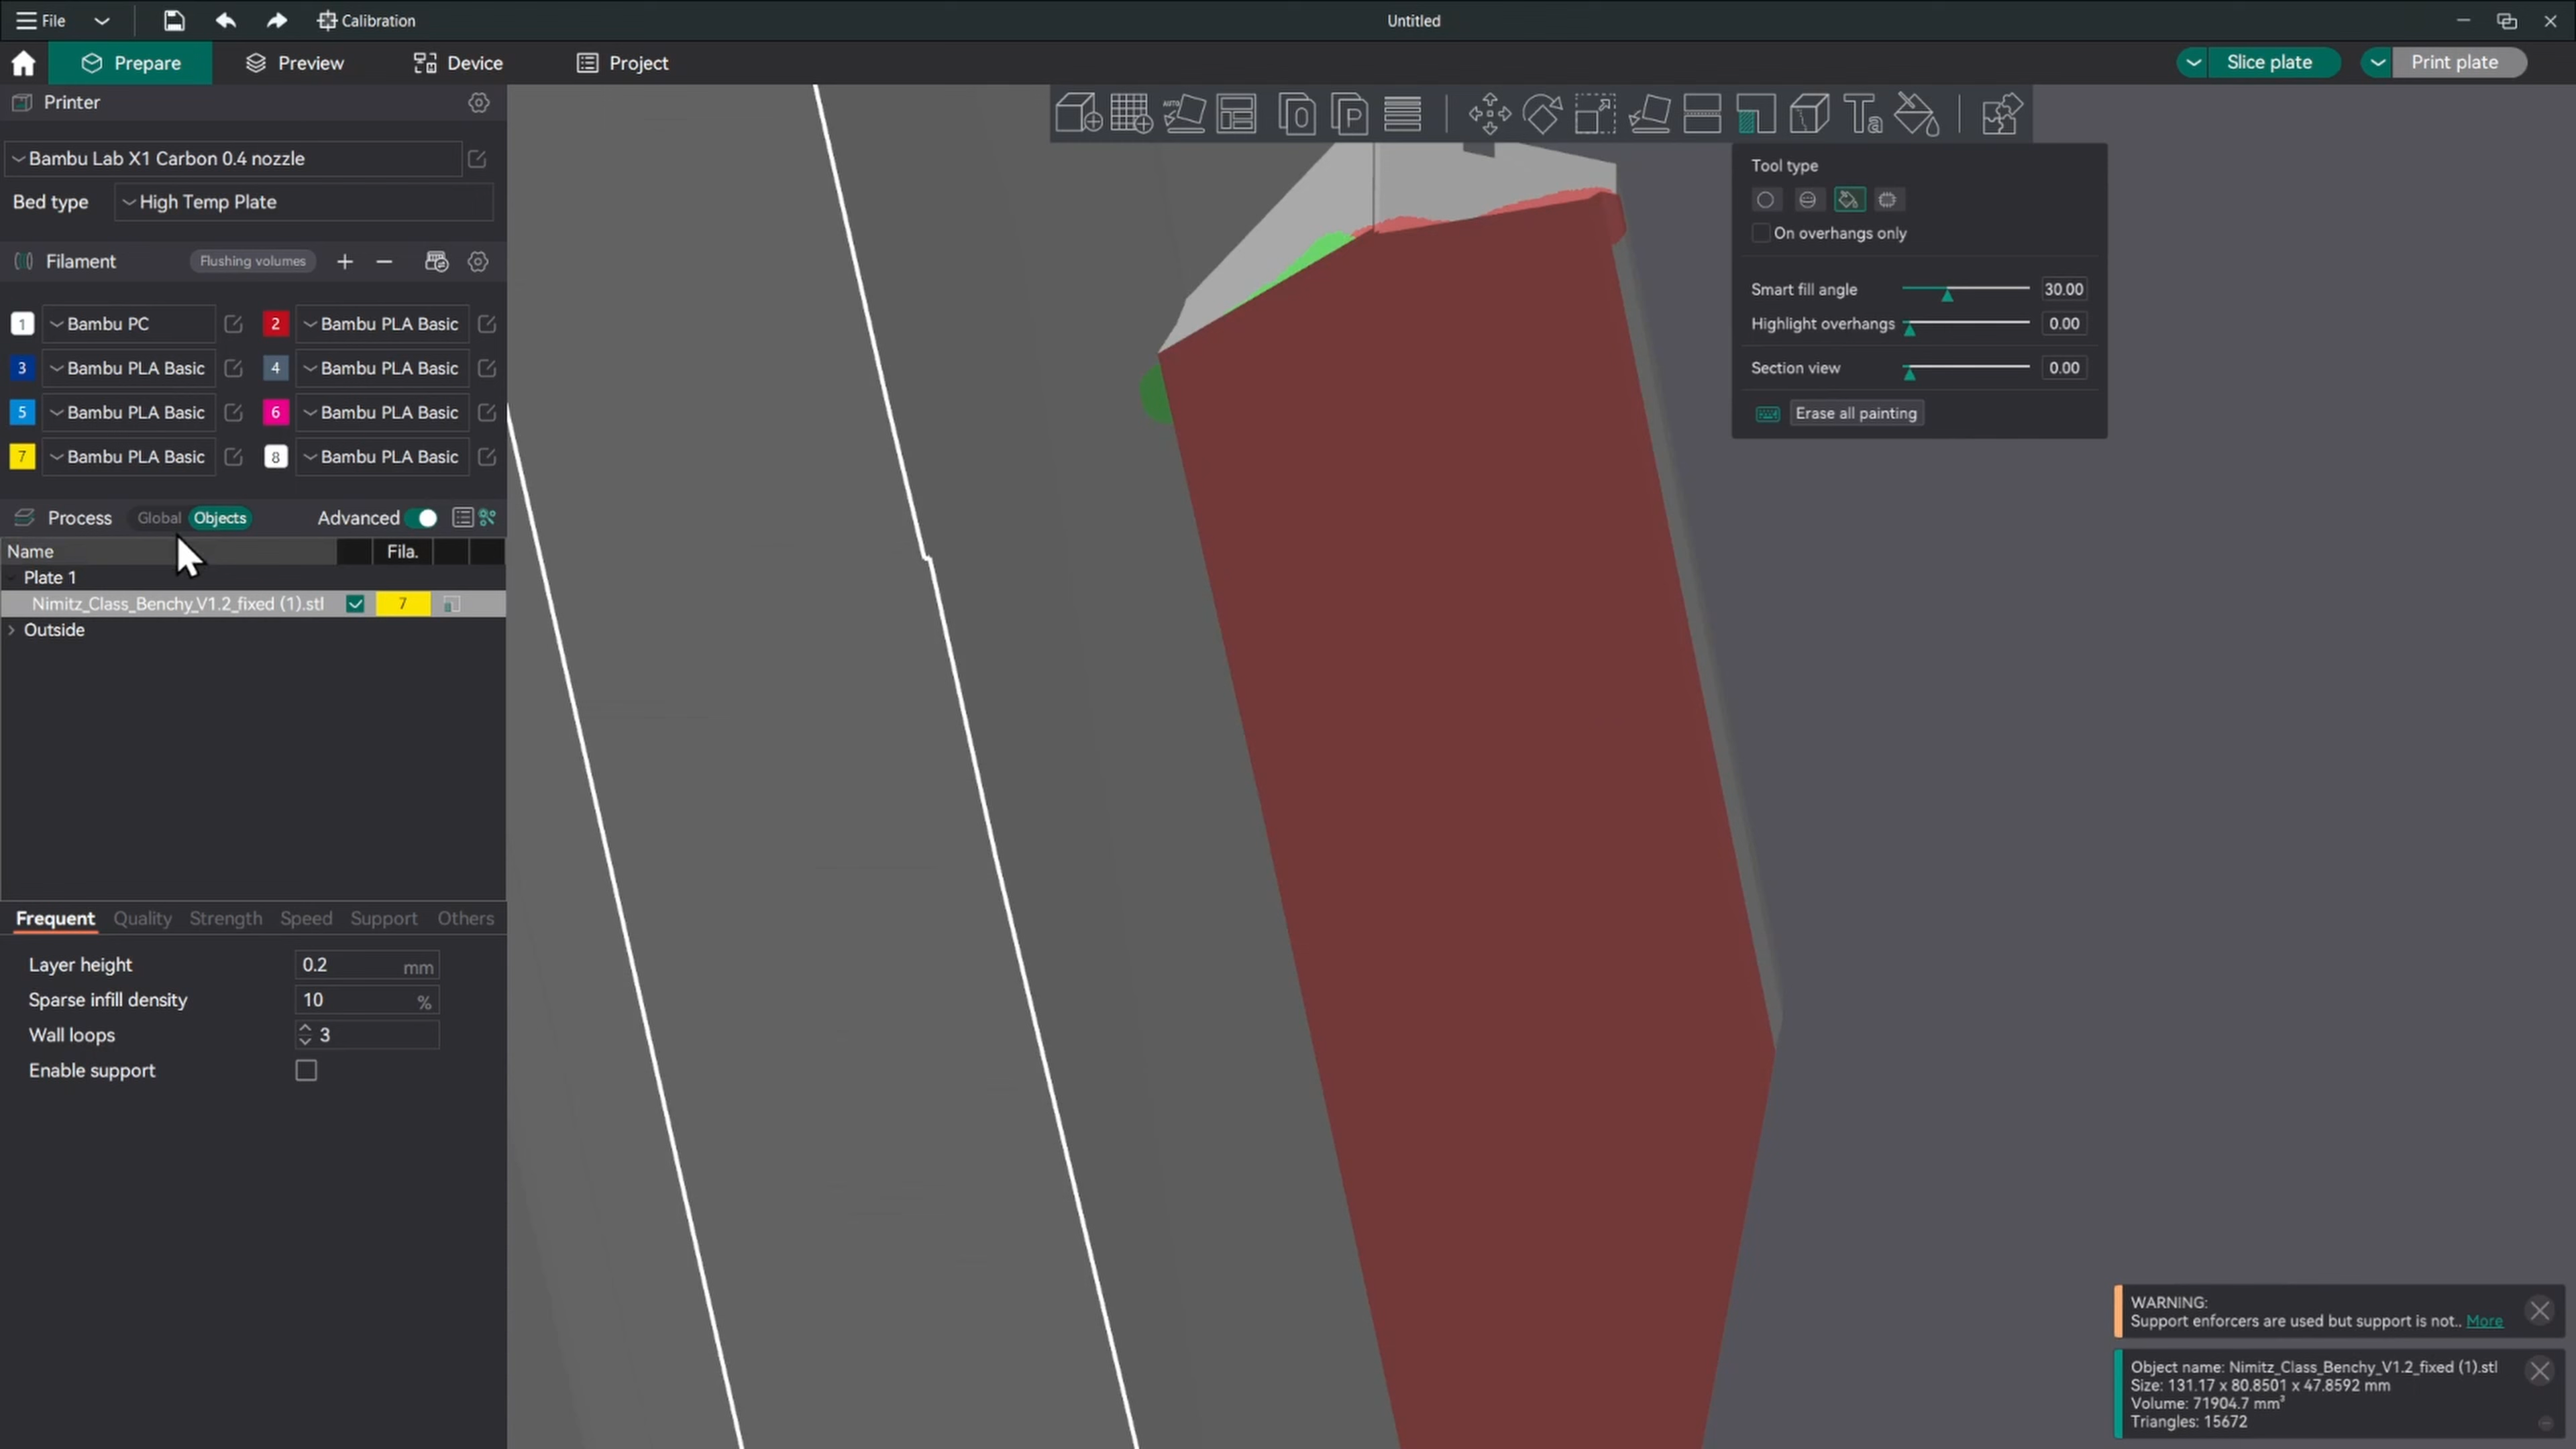 File
Calibration
Untitled
Prepare
Preview
Device
Project
Slice plate
Print plate
Printer
Bambu Lab X1 Carbon 0.4 nozzle
Bed type
High Temp Plate
Filament
Flushing volumes
1 Bambu PC
2 Bambu PLA Basic
3 Bambu PLA Basic
4 Bambu PLA Basic
5 Bambu PLA Basic
6 Bambu PLA Basic
7 Bambu PLA Basic
8 Bambu PLA Basic
Process
Global
Objects
Advanced
Name
Fila.
Plate 1
Nimitz_Class_Benchy_V1.2_fixed (1).stl
7
Outside
Frequent
Quality
Strength
Speed
Support
Others
Layer height
0.2 mm
Sparse infill density
10 %
Wall loops
3
Enable support
AUTO
O
P
Ta
Tool type
On overhangs only
Smart fill angle
30.00
Highlight overhangs
0.00
Section view
0.00
Erase all painting
WARNING:
Support enforcers are used but support is not.. More
Object name: Nimitz_Class_Benchy_V1.2_fixed (1).stl
Size: 131.17 x 80.8501 x 47.8592 mm
Volume: 71904.7 mm³
Triangles: 15672